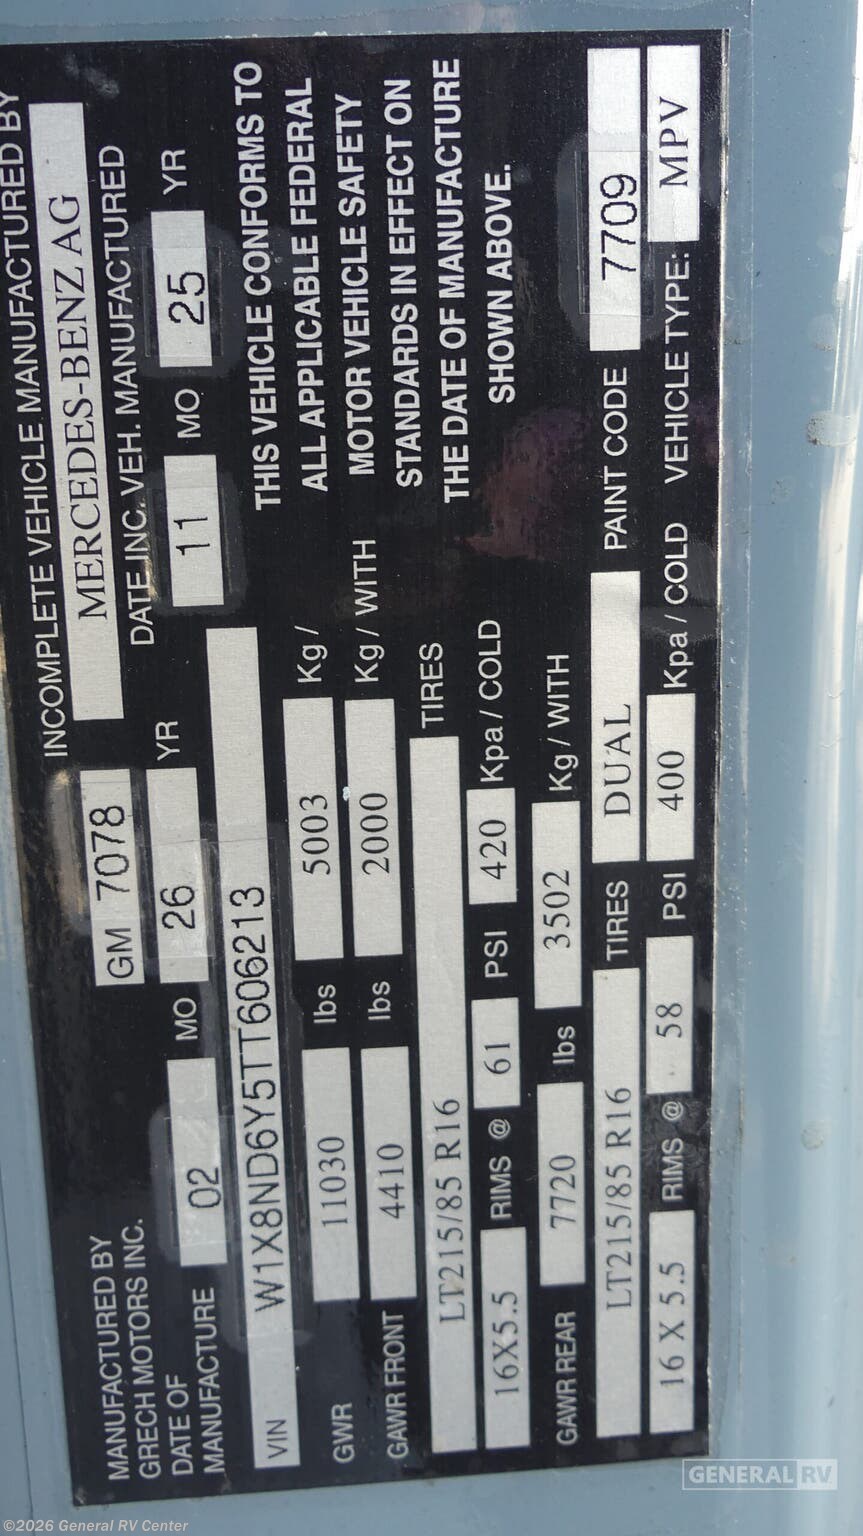 MANUFACTURED BY GRECH MOTORS INC. GM 7078
INCOMPLETE VEHICLE MANUFACTURED BY
MERCEDES-BENZ AG
DATE OF MANUFACTURE 02 MO 26 YR
DATE INC. VEH. MANUFACTURED
11 MO 25 YR
VIN W1X8ND6Y5TT606213
GWR 11030 lbs 5003 Kg /
GAWR FRONT 4410 lbs 2000 Kg / WITH
LT215/85 R16 TIRES
16X5.5 RIMS @ 61 PSI 420 Kpa / COLD
GAWR REAR 7720 lbs 3502 Kg / WITH
THIS VEHICLE CONFORMS TO
ALL APPLICABLE FEDERAL
MOTOR VEHICLE SAFETY
STANDARDS IN EFFECT ON
THE DATE OF MANUFACTURE
SHOWN ABOVE.
LT215/85 R16 TIRES DUAL PAINT CODE 7709
16 X 5.5 RIMS @ 58 PSI 400 Kpa / COLD VEHICLE TYPE: MPV
GENERAL RV
©2026 General RV Center